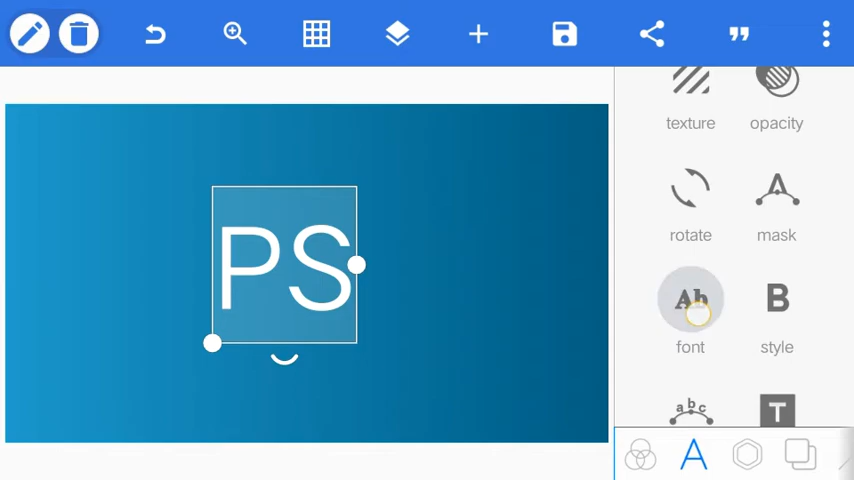 texture opacity
PS
rotate mask
Ab B
font style
abc T
A